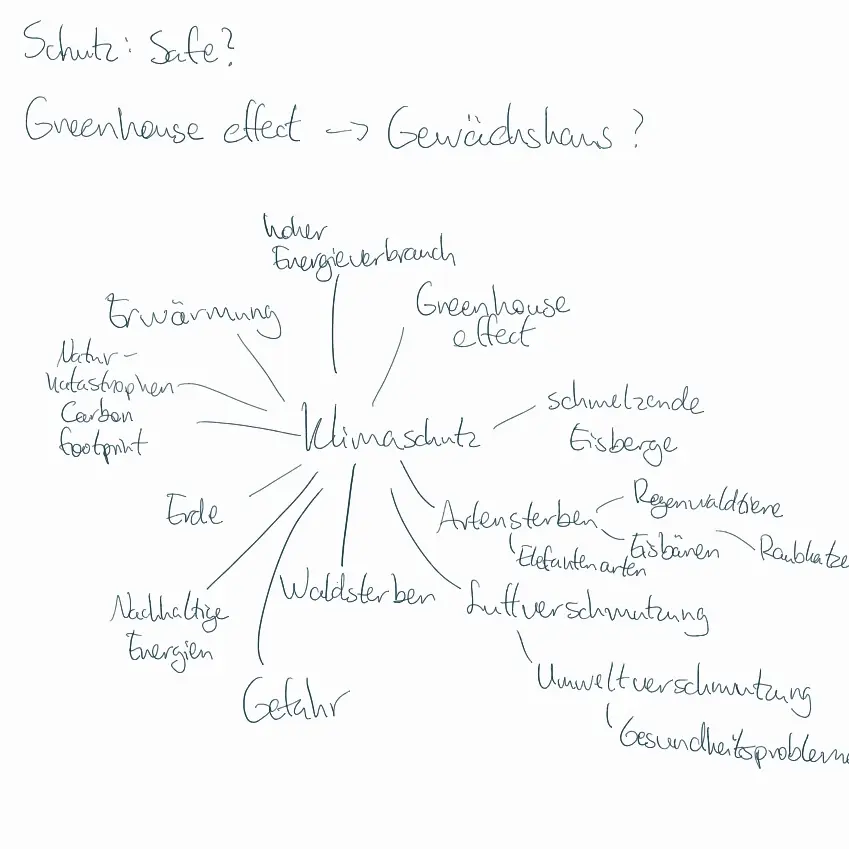 Schutz: Safe?
Greenhouse effect -> Gewächshaus?
hoher
Energieverbrauch
Greenhouse
effect
Erwärmung
Natur-
katastrophen
Carbon
footprint
Klimaschutz
schmelzende
Eisberge
Erde
Artensterben
Regenwaldtiere
Eisbären
Raubkatze
Elefantenarten
Nachhaltige
Energien
Waldsterben
Luftverschmutzung
Gefahr
Umweltverschmutzung
Gesundheitsproblem